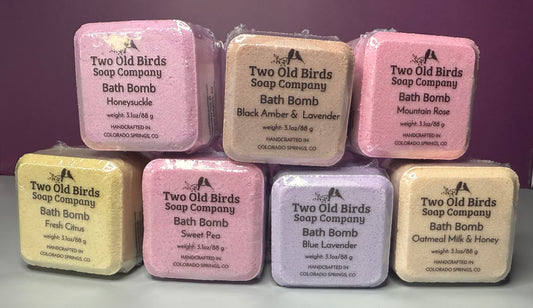 Two Old Birds
Soap Company
Bath Bomb
Honeysuckle
weight: 3.1oz/88 g
HANDCRAFTED IN
COLORADO SPRINGS, CO
Two Old Birds
Soap Company
Bath Bomb
Black Amber & Lavender
weight: 3.1oz/88 g
HANDCRAFTED IN
COLORADO SPRINGS, CO
Two Old Birds
Soap Company
Bath Bomb
Mountain Rose
weight: 3.1oz/88 g
HANDCRAFTED IN
COLORADO SPRINGS, CO
Two Old Birds
Soap Company
Bath Bomb
Fresh Citrus
weight: 3.1oz/88 g
HANDCRAFTED IN
COLORADO SPRINGS, CO
Two Old Birds
Soap Company
Bath Bomb
Sweet Pea
weight: 3.1oz/88 g
HANDCRAFTED IN
COLORADO SPRINGS, CO
Two Old Birds
Soap Company
Bath Bomb
Blue Lavender
weight: 3.1oz/88 g
HANDCRAFTED IN
COLORADO SPRINGS, CO
Two Old Birds
Soap Company
Bath Bomb
Oatmeal Milk & Honey
weight: 3.1oz/88 g
HANDCRAFTED IN
COLORADO SPRINGS, CO